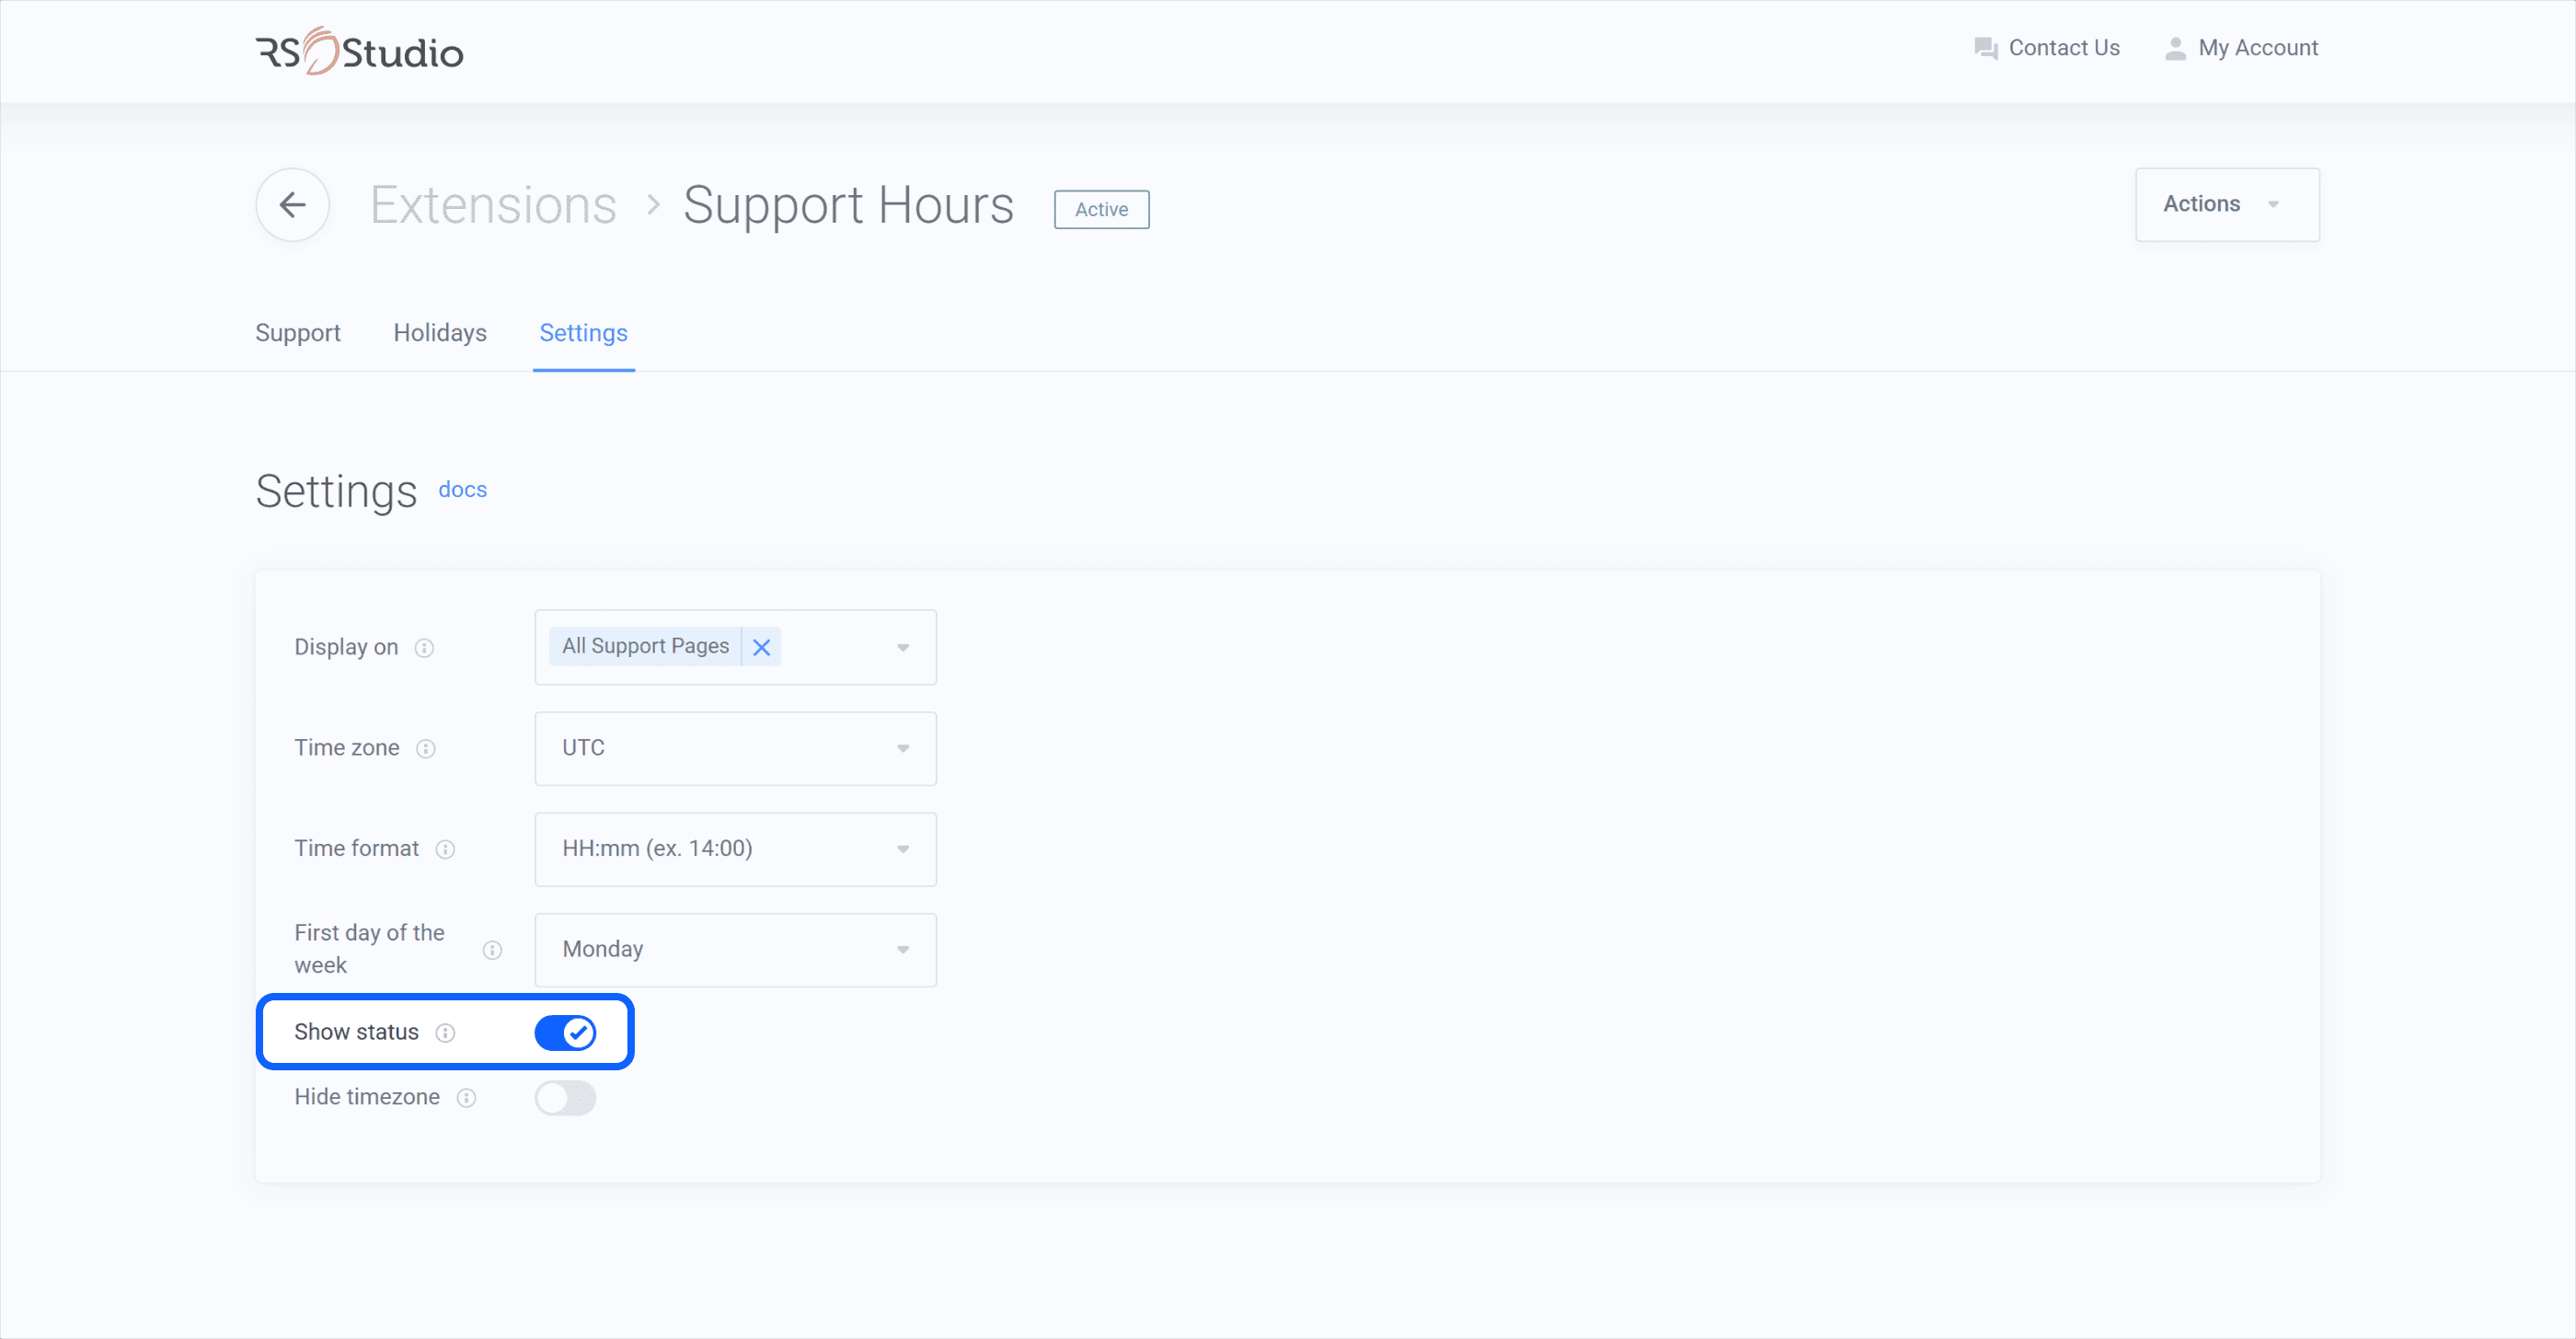 RS Studio
Contact Us
My Account
Extensions > Support Hours
Active
Actions
Support
Holidays
Settings
Settings docs
Display on
All Support Pages
Time zone
UTC
Time format
HH:mm (ex. 14:00)
First day of the
week
Monday
Show status
Hide timezone